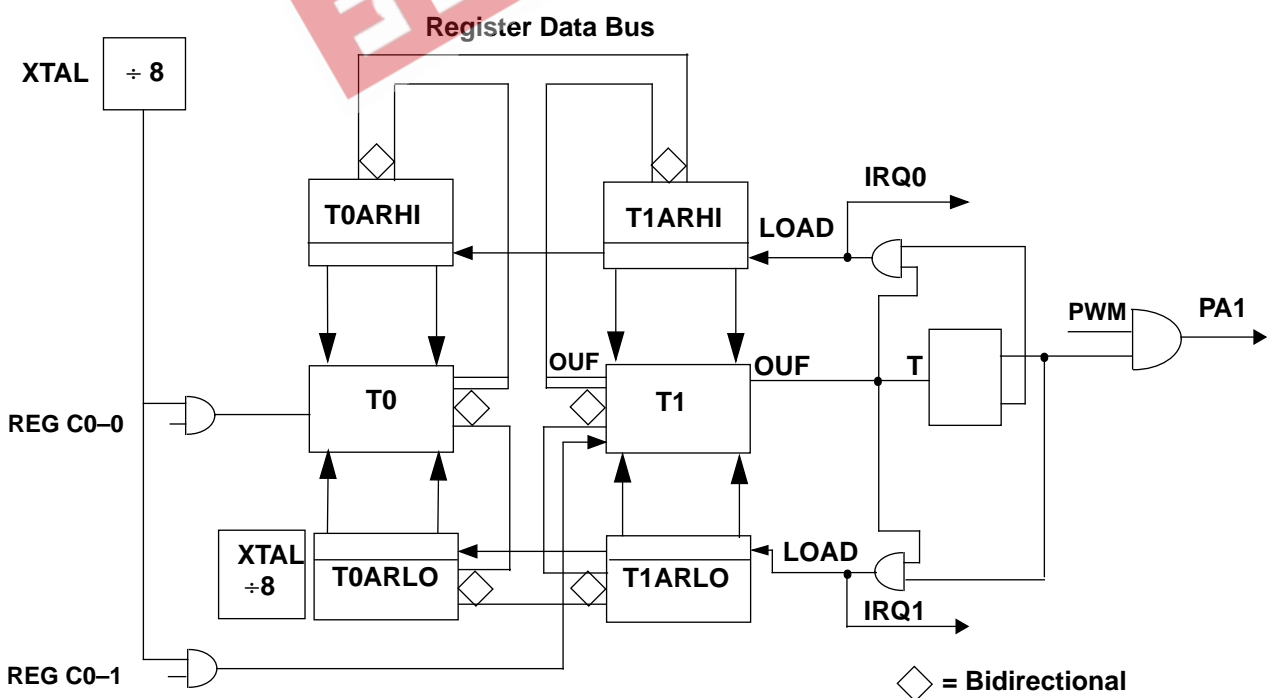 Register Data Bus
XTAL
÷ 8
IRQ0
T0ARHI
T1ARHI
LOAD
PWM
PA1
OUF
OUF
T
T0
T1
REG C0–0
XTAL
÷8
T0ARLO
T1ARLO
LOAD
IRQ1
REG C0–1
= Bidirectional